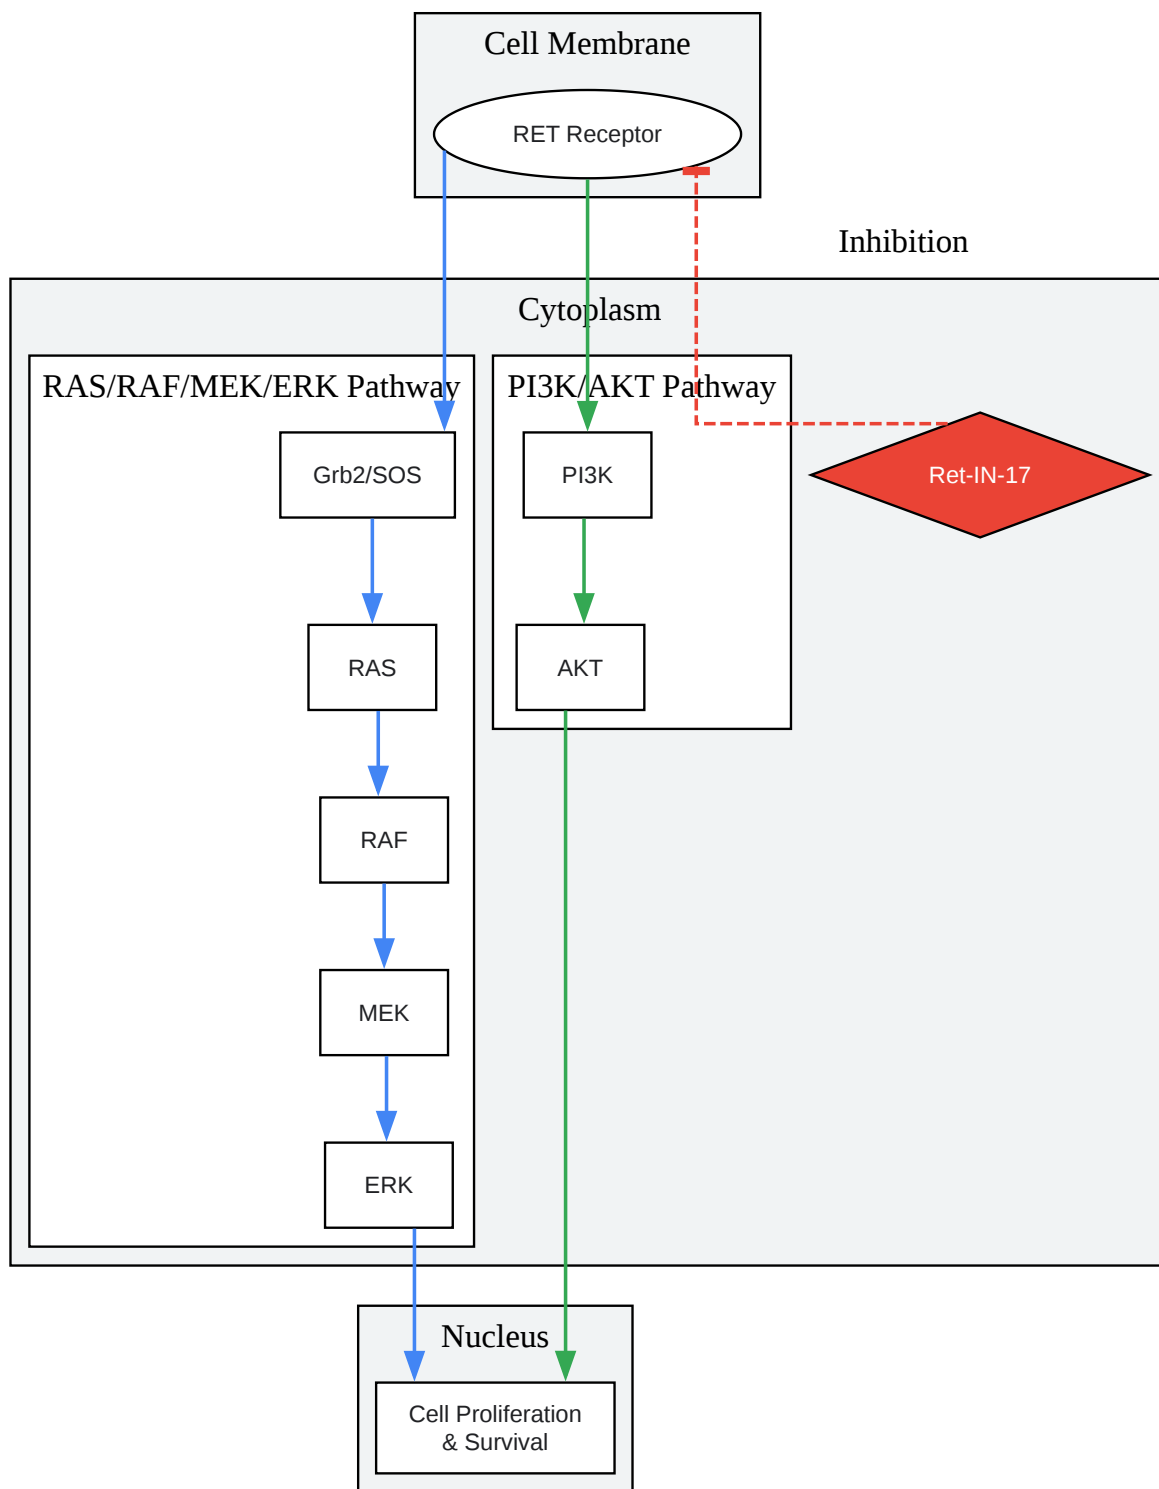 Cell Membrane
RET Receptor
Inhibition
Cytoplasm
RAS/RAF/MEK/ERK Pathway
PI3K/AKT Pathway
Grb2/SOS
PI3K
Ret-IN-17
RAS
AKT
RAF
MEK
ERK
Nucleus
Cell Proliferation
& Survival